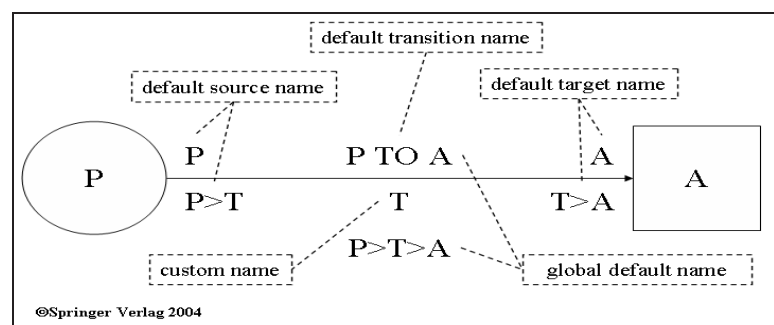 default transition name
default source name
default target name
P
P TO A
A
P
A
P>T
T
T>A
P>T>A
custom name
global default name
©Springer Verlag 2004